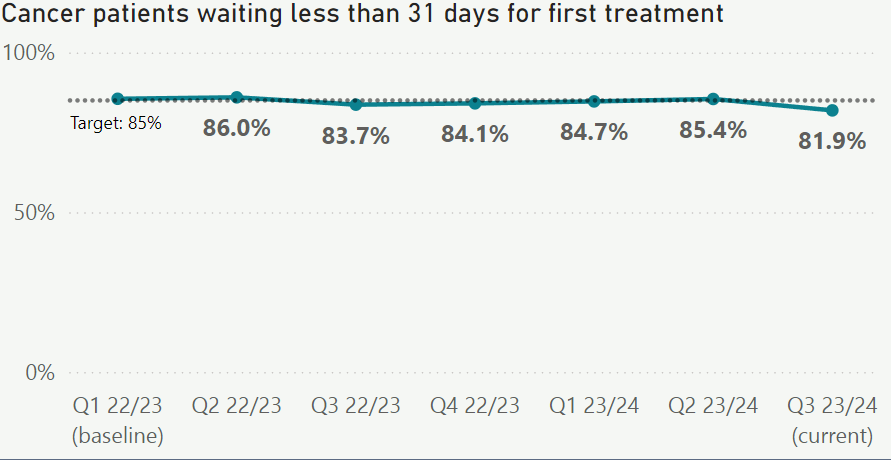 Cancer patients waiting less than 31 days for first treatment
100%
Target: 85%
86.0%
83.7%
84.1%
84.7%
85.4%
81.9%
50%
0%
Q1 22/23 Q2 22/23 Q3 22/23 Q4 22/23 Q1 23/24 Q2 23/24 Q3 23/24
(baseline) (current)